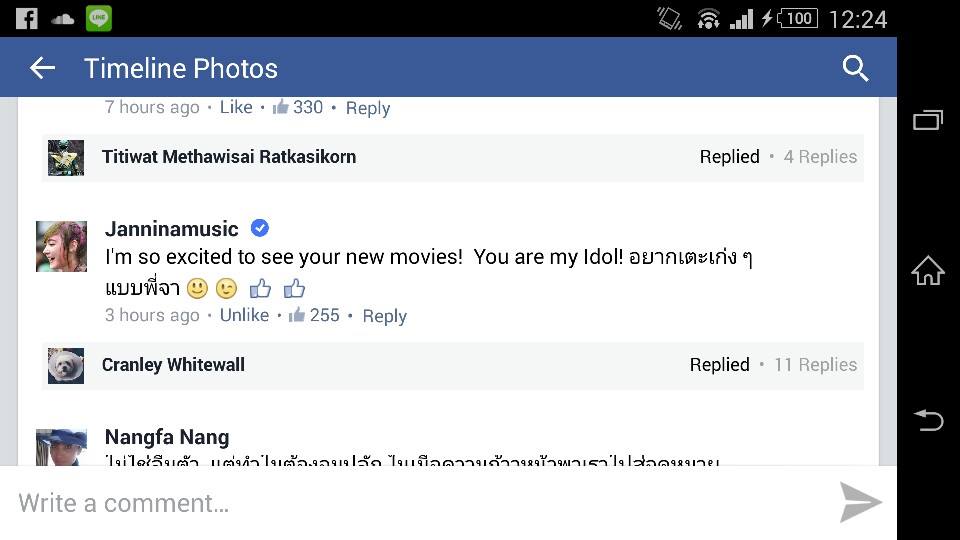 LINE
100 12:24
Timeline Photos
7 hours ago · Like · 330 · Reply
Titiwat Methawisai Ratkasikorn Replied · 4 Replies
Janninamusic
I'm so excited to see your new movies! You are my Idol! อยากเตะเก่ง ๆ
แบบพี่จา 🙂 😉 👍 👍
3 hours ago · Unlike · 255 · Reply
Cranley Whitewall Replied · 11 Replies
Nangfa Nang
Write a comment...